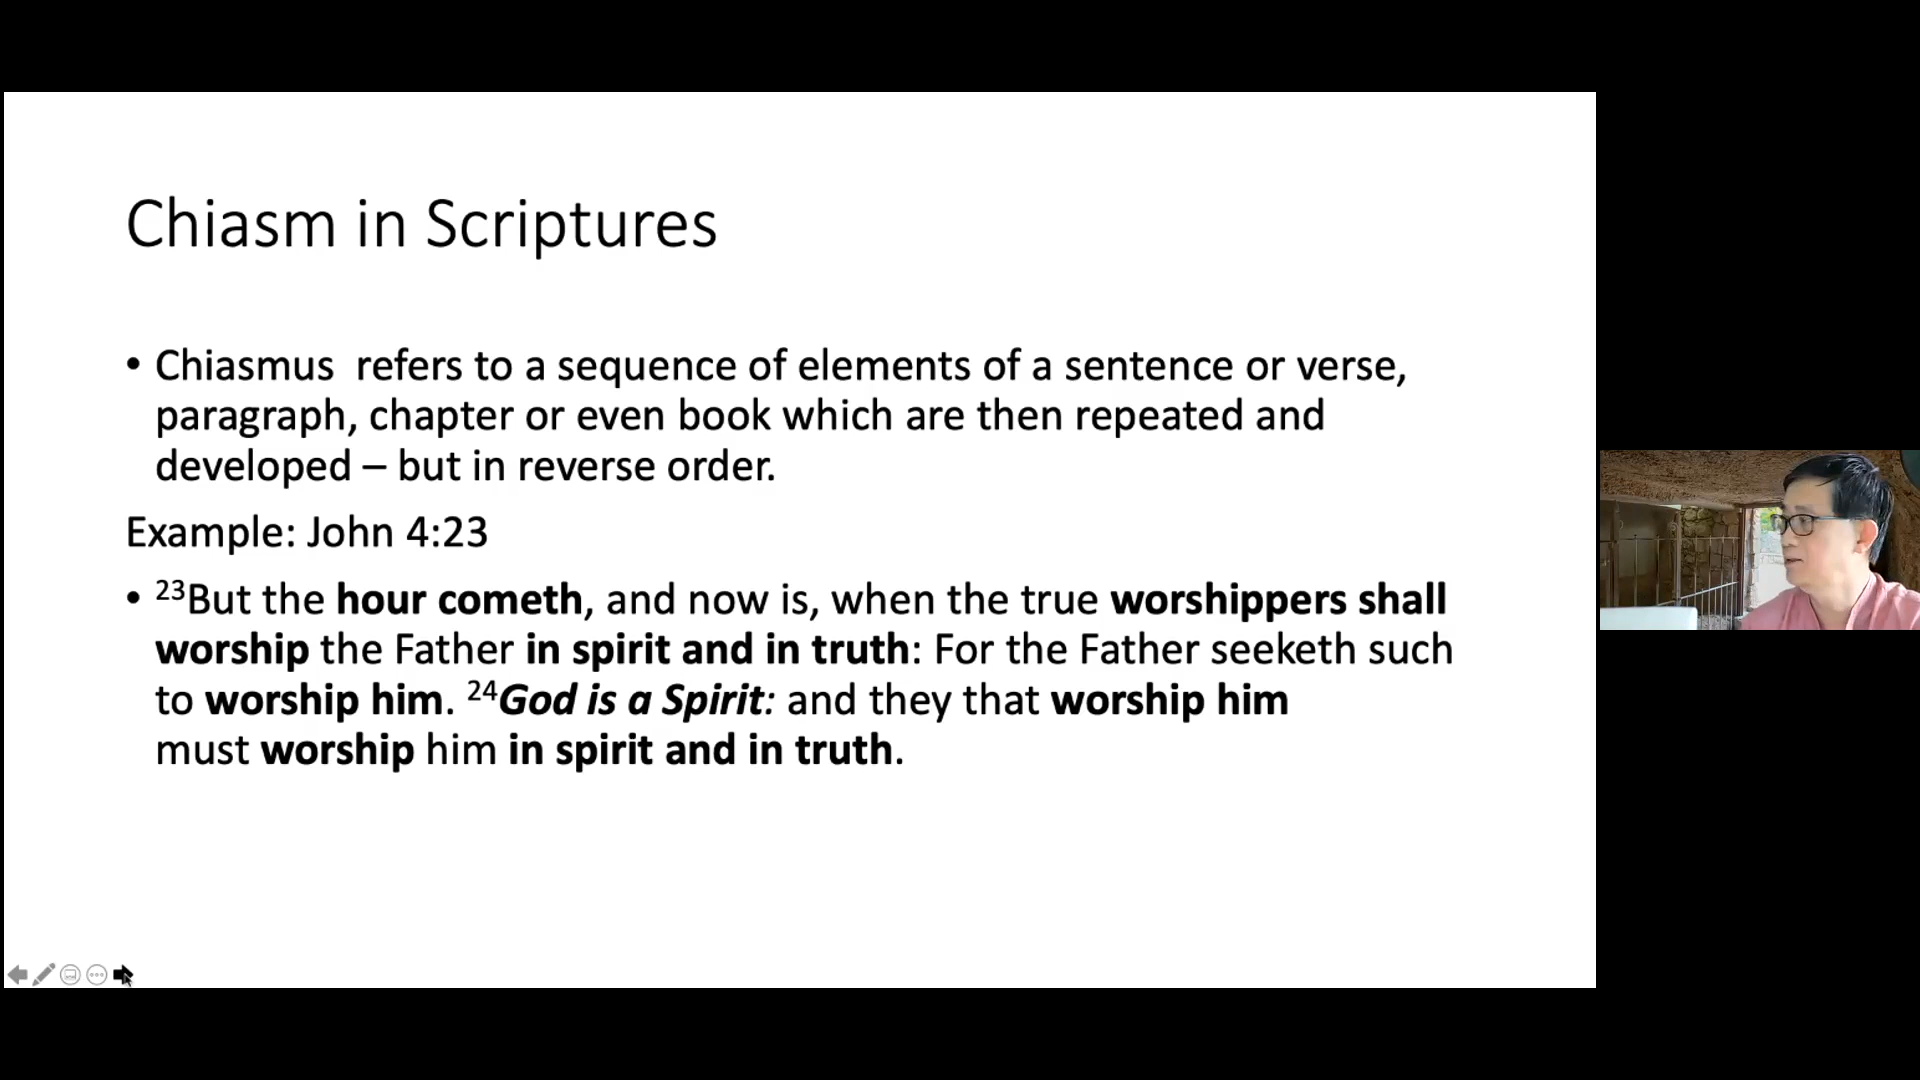 Chiasm in Scriptures
• Chiasmus  refers to a sequence of elements of a sentence or verse,
paragraph, chapter or even book which are then repeated and
developed – but in reverse order.
Example: John 4:23
• ²³But the hour cometh, and now is, when the true worshippers shall
worship the Father in spirit and in truth: For the Father seeketh such
to worship him. ²⁴God is a Spirit: and they that worship him
must worship him in spirit and in truth.